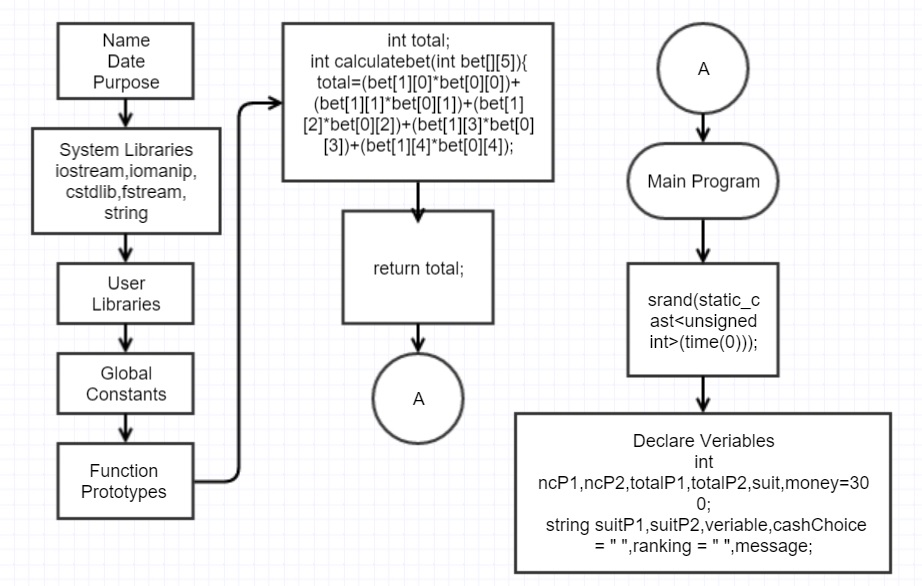 Name
Date
Purpose
System Libraries
iostream,iomanip,
cstdlib,fstream,
string
User
Libraries
Global
Constants
Function
Prototypes
int total;
int calculatebet(int bet[][5]){
total=(bet[1][0]*bet[0][0])+
(bet[1][1]*bet[0][1])+(bet[1]
[2]*bet[0][2])+(bet[1][3]*bet[0]
[3])+(bet[1][4]*bet[0][4]);
return total;
A
A
Main Program
srand(static_c
ast<unsigned
int>(time(0)));
Declare Veriables
int
ncP1,ncP2,totalP1,totalP2,suit,money=30
0;
string suitP1,suitP2,veriable,cashChoice
= " ",ranking = " ",message;